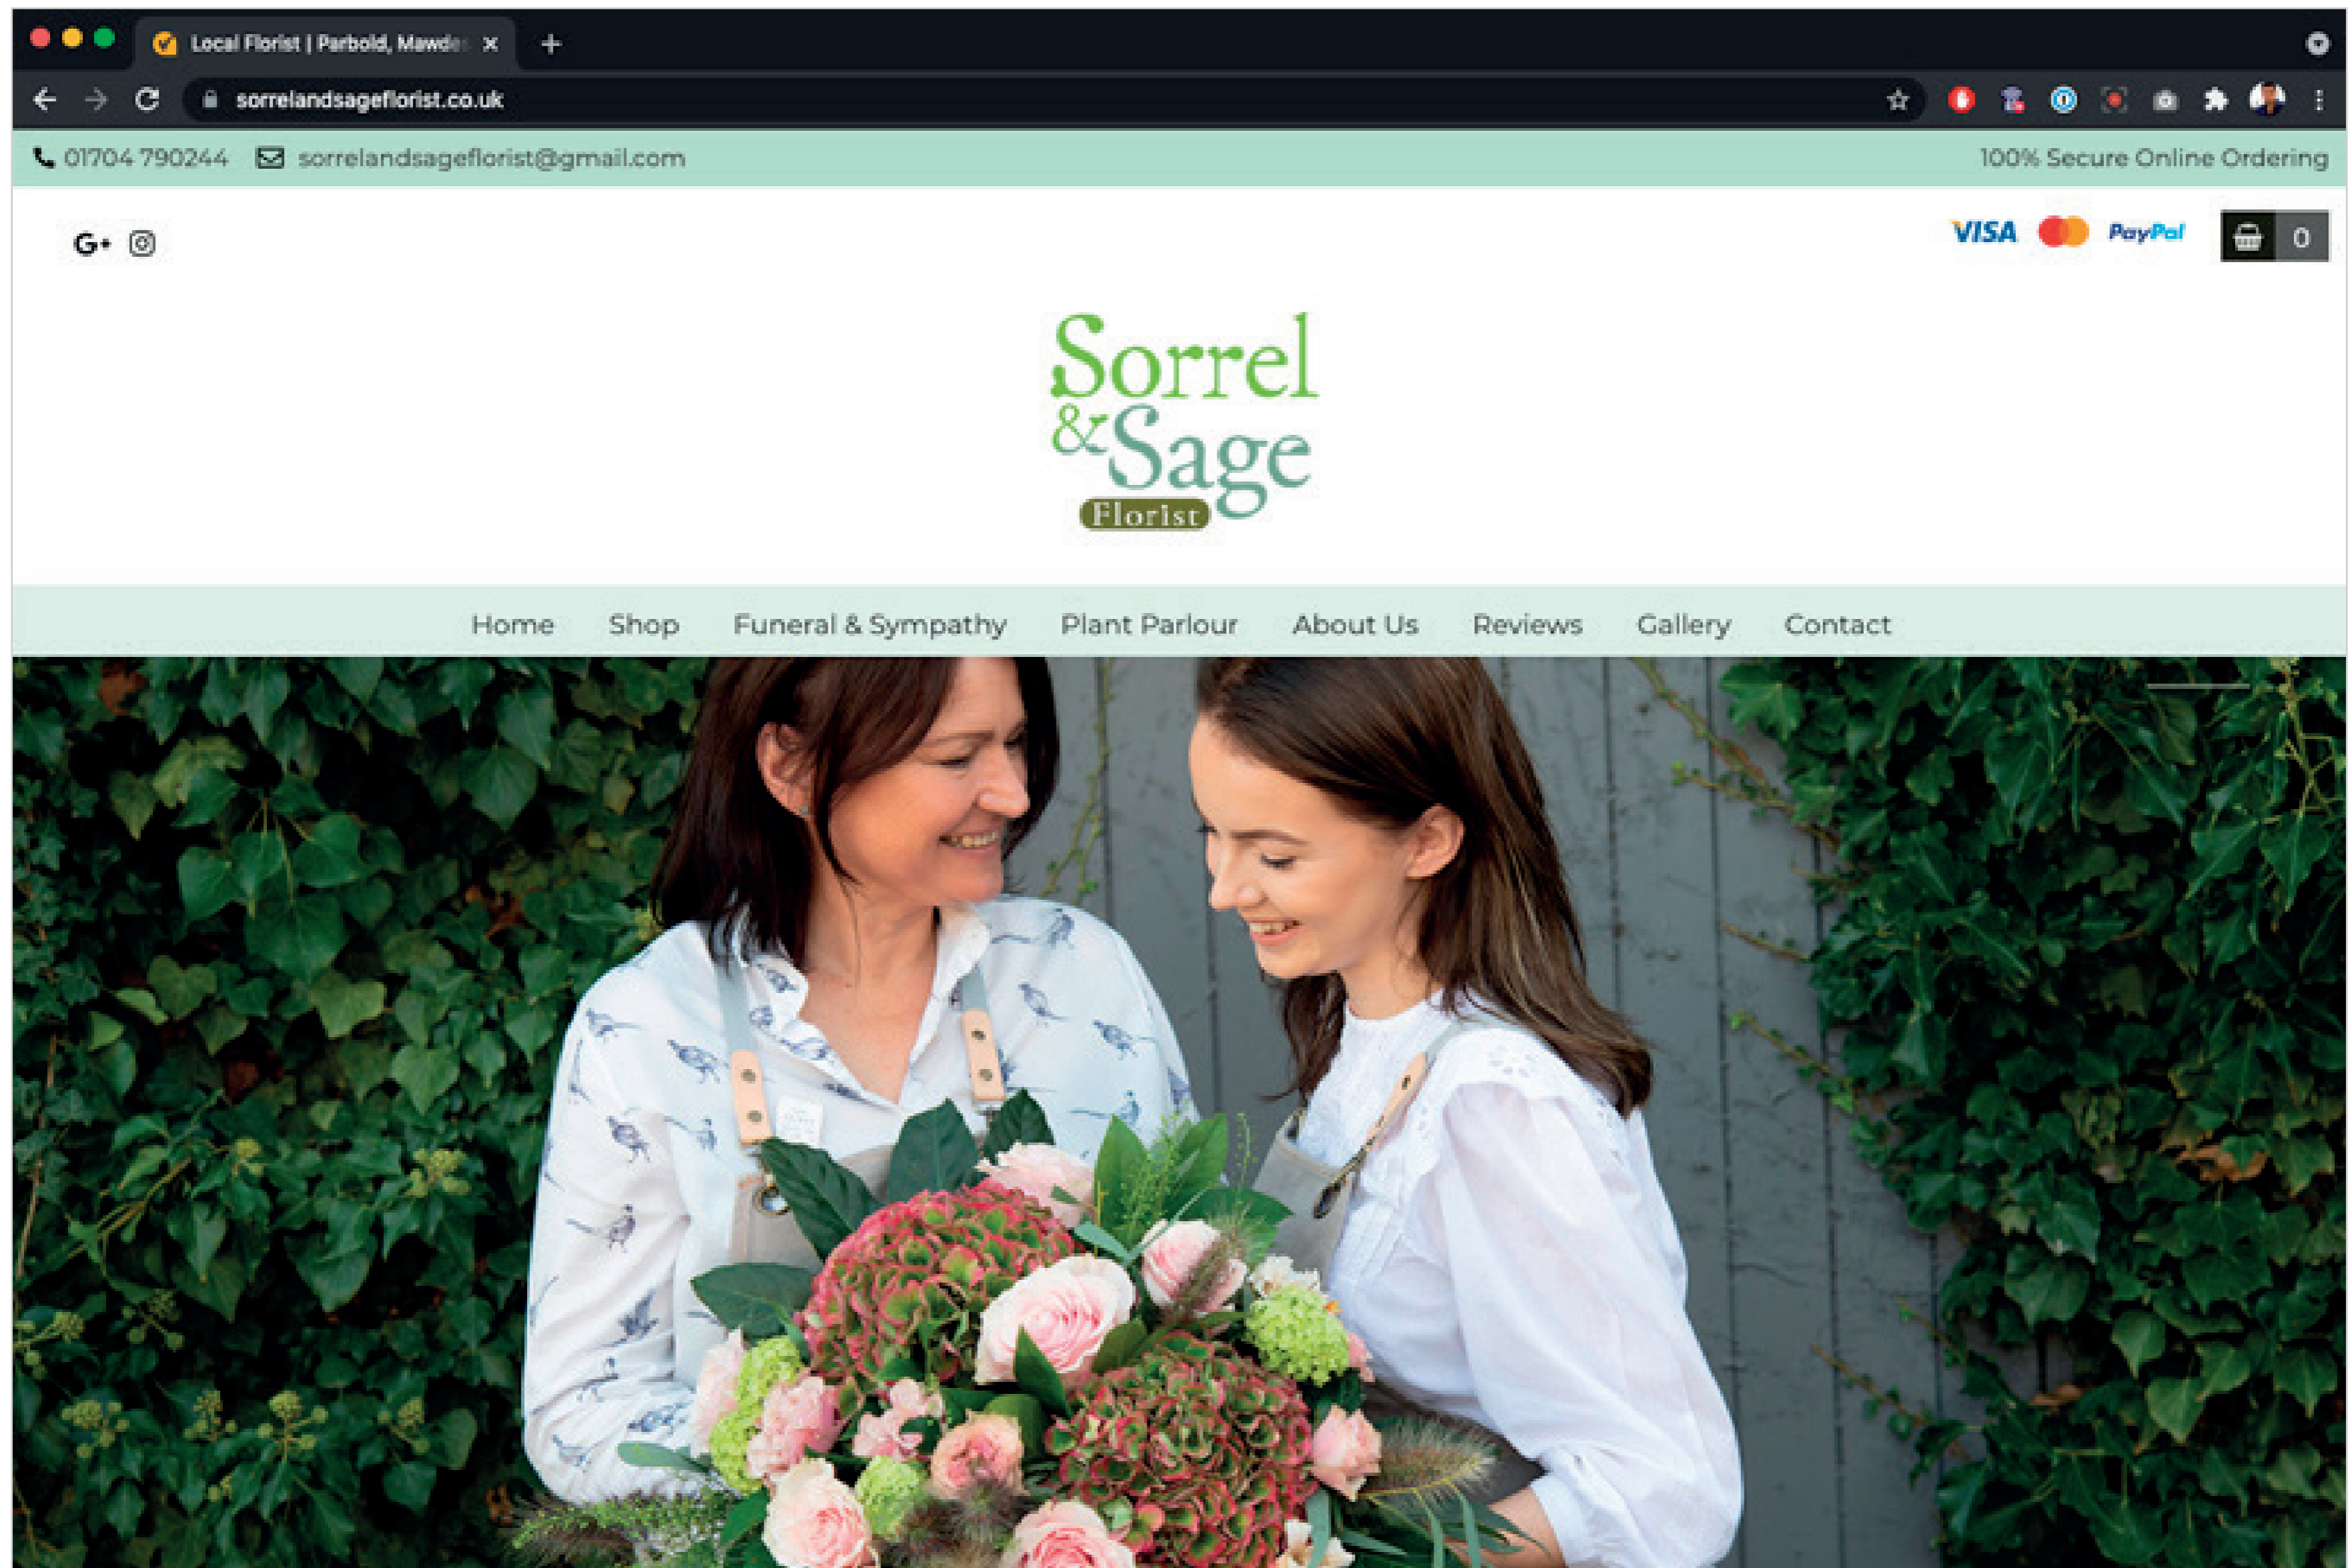 Local Florist | Parbold, Mawde
sorrelandsageflorist.co.uk
01704 790244 sorrelandsageflorist@gmail.com 100% Secure Online Ordering
G+ VISA PayPal 0
Sorrel
&Sage
Florist
Home Shop Funeral & Sympathy Plant Parlour About Us Reviews Gallery Contact